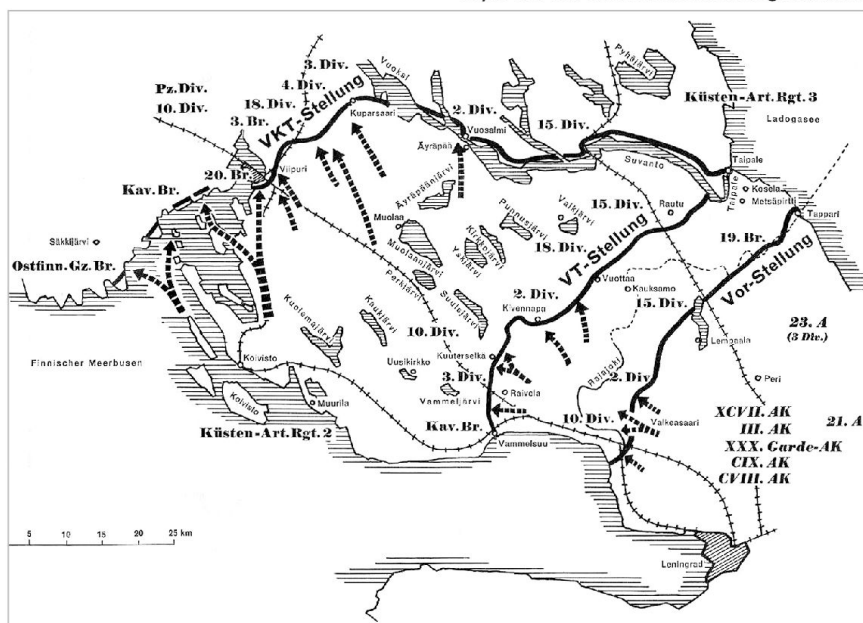 3. Div.
4. Div.
Pz. Div.
10. Div.
18. Div.
3. Br.
VKT-Stellung
20. Br.
Kav. Br.
Säkkijärvi
Ostfinn. Gz. Br.
Finnischer Meerbusen
Viipuri
Kuparsaari
Vuoksi
2. Div.
Vuosalmi
Äyräpää
Äyräpäänjärvi
15. Div.
Pyhäjärvi
Küsten-Art. Rgt. 3
Ladogasee
Suvanto
Taipale
Taipale
Kosela
Metsäpirtti
Tappari
Muolaa
Muolaanjärvi
Perkjärvi
Punnusjärvi
Kirkkojärvi
Yskjärvi
Valkjärvi
15. Div.
Rautu
18. Div.
VT-Stellung
19. Br.
Vor-Stellung
Vuottaa
Kauksamo
15. Div.
Suulajärvi
2. Div.
Kivennapa
10. Div.
Kuolemajärvi
Kaukjärvi
Kuuterselkä
Uusikirkko
3. Div.
Raivola
Vammeljärvi
Rajajoki
Lempaala
23. A
(3 Div.)
Peri
2. Div.
Koivisto
Koivisto
Muurila
Küsten-Art. Rgt. 2
Kav. Br.
Vammelsuu
10. Div.
Valkeasaari
XCVII. AK
III. AK
XXX. Garde-AK
CIX. AK
CVIII. AK
21. A
Leningrad
5 10 15 20 25 km